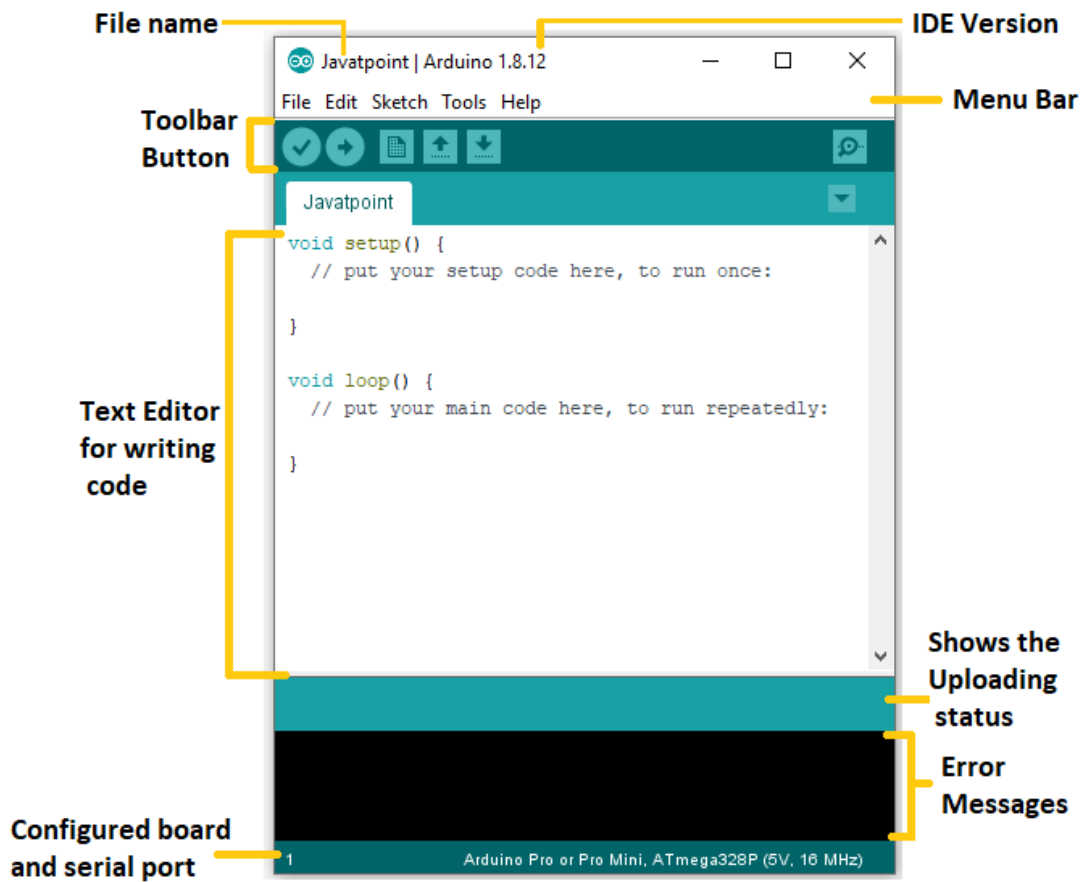 File name
IDE Version
Javatpoint | Arduino 1.8.12
File Edit Sketch Tools Help
Menu Bar
Toolbar
Button
Javatpoint
void setup() {
  // put your setup code here, to run once:
}
void loop() {
  // put your main code here, to run repeatedly:
}
Text Editor
for writing
code
Shows the
Uploading
status
Error
Messages
Configured board
and serial port
1
Arduino Pro or Pro Mini, ATmega328P (5V, 16 MHz)